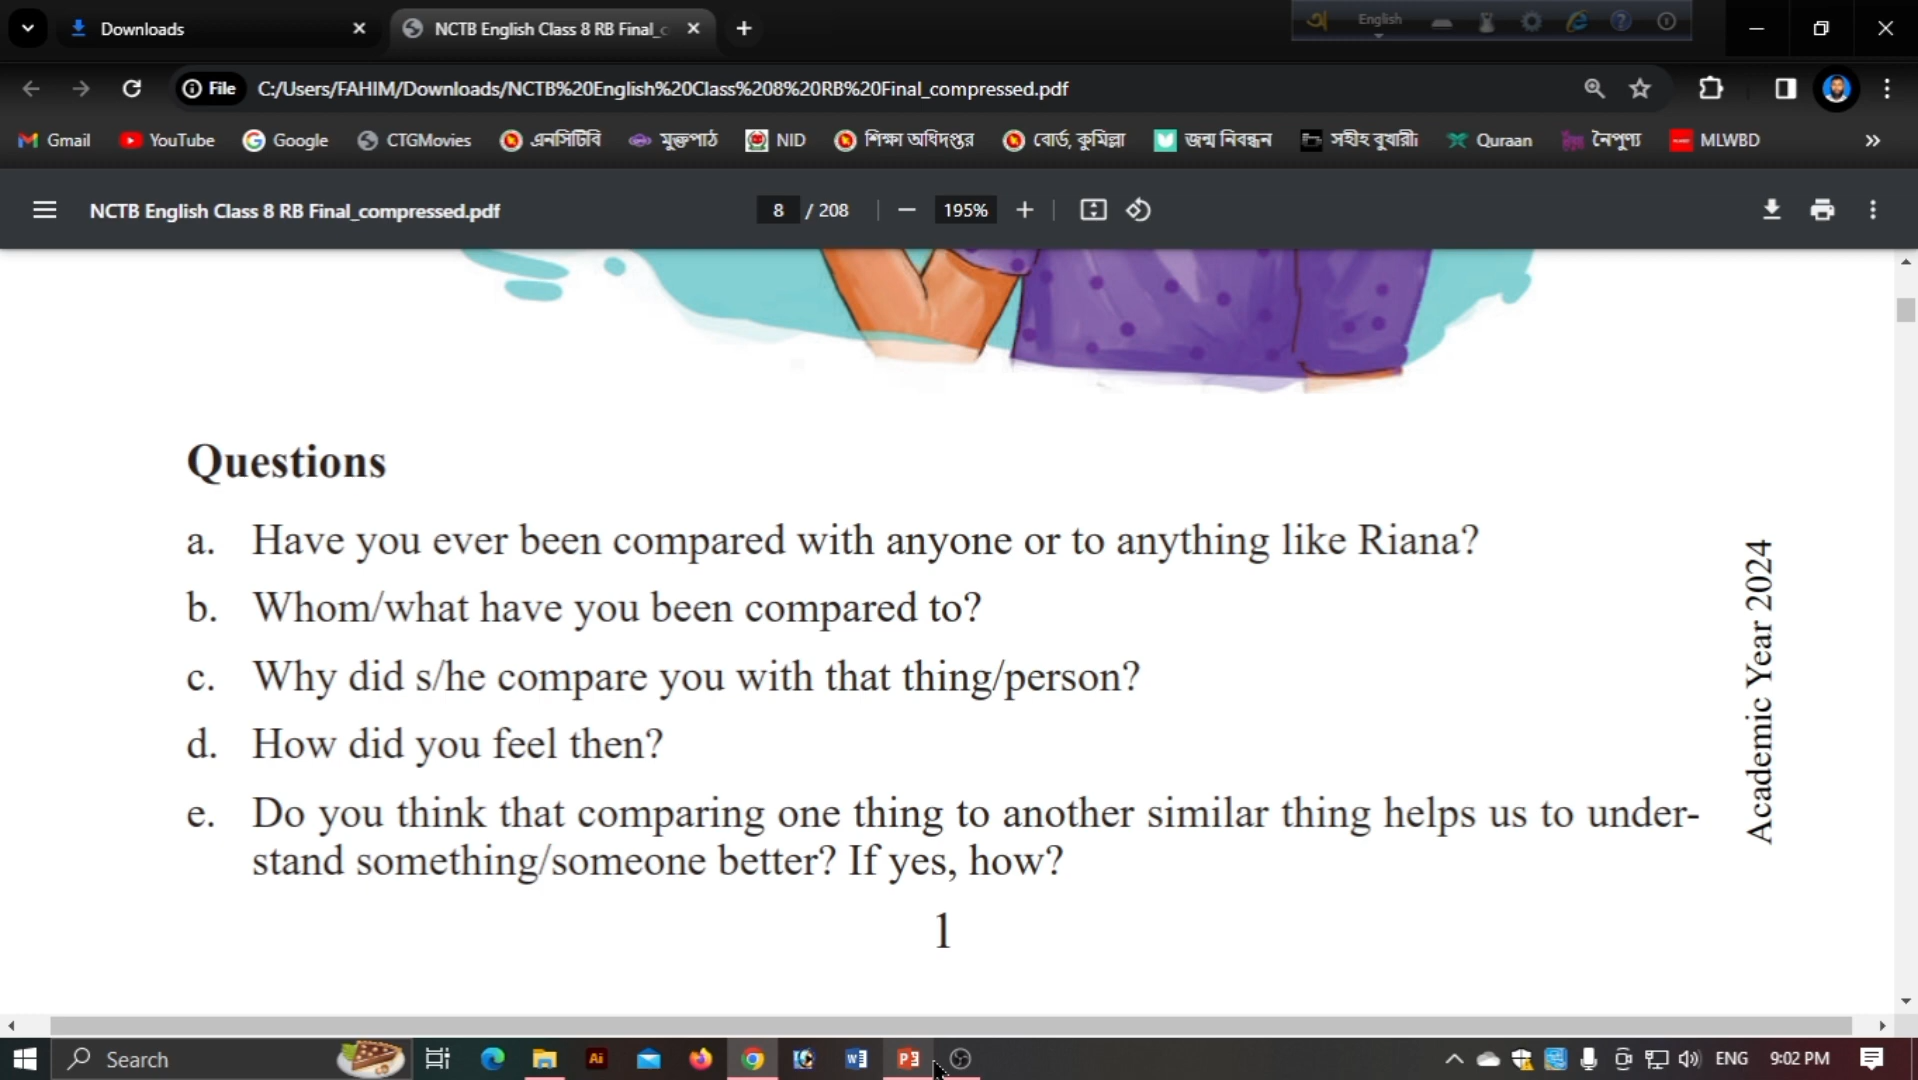 Downloads
NCTB English Class 8 RB Final_c
English
File
C:/Users/FAHIM/Downloads/NCTB%20English%20Class%208%20RB%20Final_compressed.pdf
Gmail
YouTube
Google
CTGMovies
এনসিটিবি
মুক্তপাঠ
NID
শিক্ষা অধিদপ্তর
বোর্ড, কুমিল্লা
জন্ম নিবন্ধন
সহীহ বুখারী
Quraan
নৈপুণ্য
MLWBD
NCTB English Class 8 RB Final_compressed.pdf
8 / 208
195%
Questions
a. Have you ever been compared with anyone or to anything like Riana?
b. Whom/what have you been compared to?
c. Why did s/he compare you with that thing/person?
d. How did you feel then?
e. Do you think that comparing one thing to another similar thing helps us to under-
stand something/someone better? If yes, how?
Academic Year 2024
1
Search
ENG
9:02 PM